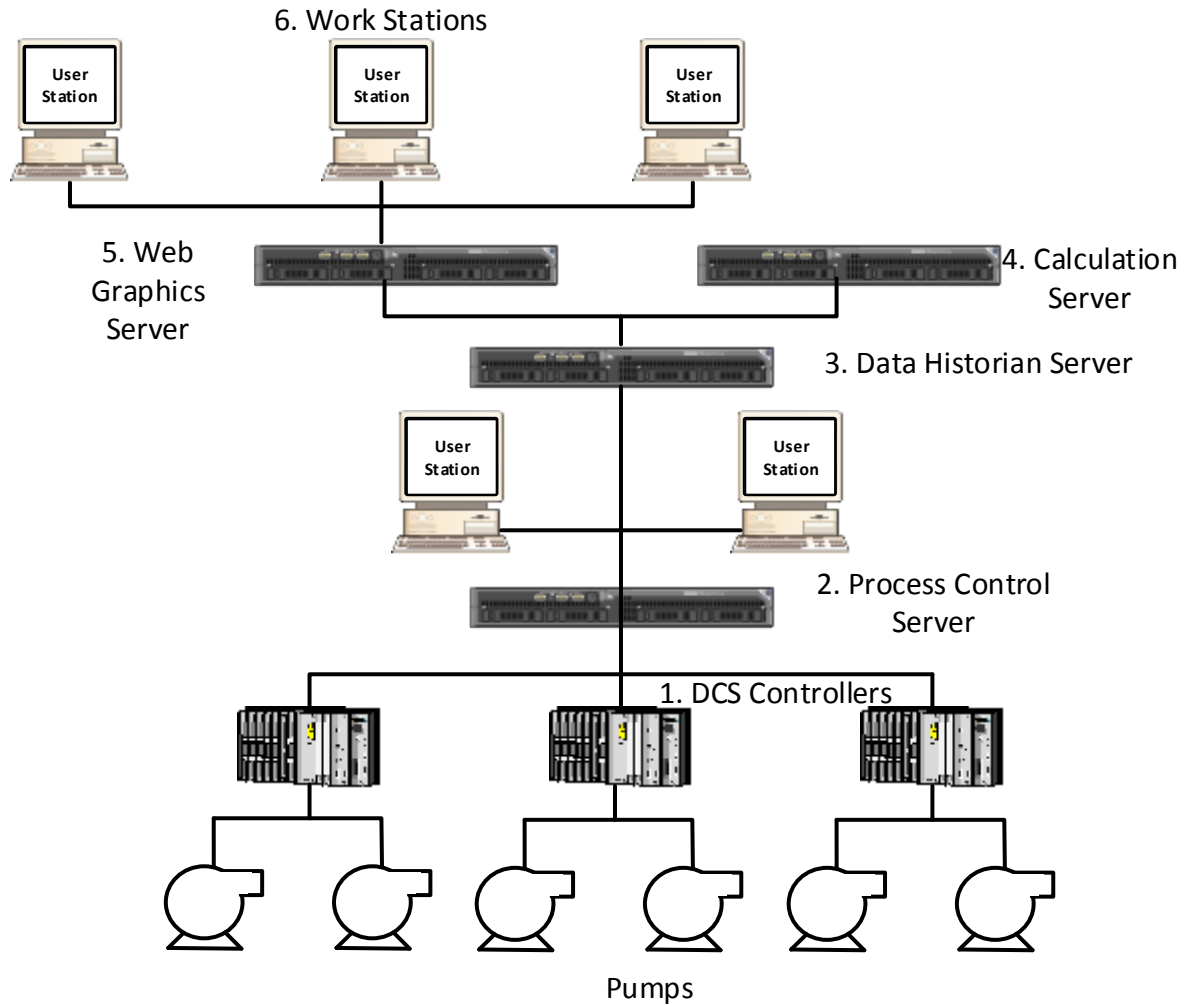 6. Work Stations
User
Station
User
Station
User
Station
5. Web
Graphics
Server
4. Calculation
Server
3. Data Historian Server
User
Station
User
Station
2. Process Control
Server
1. DCS Controllers
Pumps